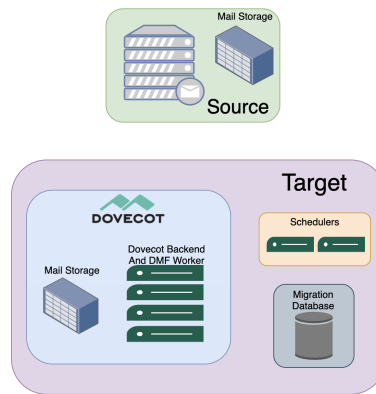 Mail Storage
Source
Target
DOVECOT
Schedulers
Dovecot Backend
And DMF Worker
Mail Storage
Migration
Database